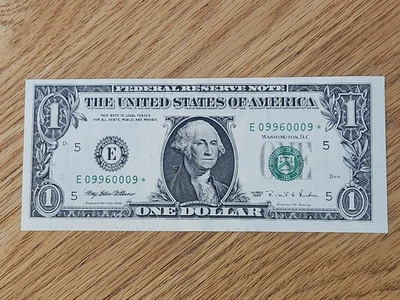 FEDERAL RESERVE NOTE
THE UNITED STATES OF AMERICA
1
1
THIS NOTE IS LEGAL TENDER
FOR ALL DEBTS, PUBLIC AND PRIVATE
E 09960009 *
WASHINGTON, D.C.
5
5
E
E 09960009 *
5
5
1
ONE DOLLAR
1